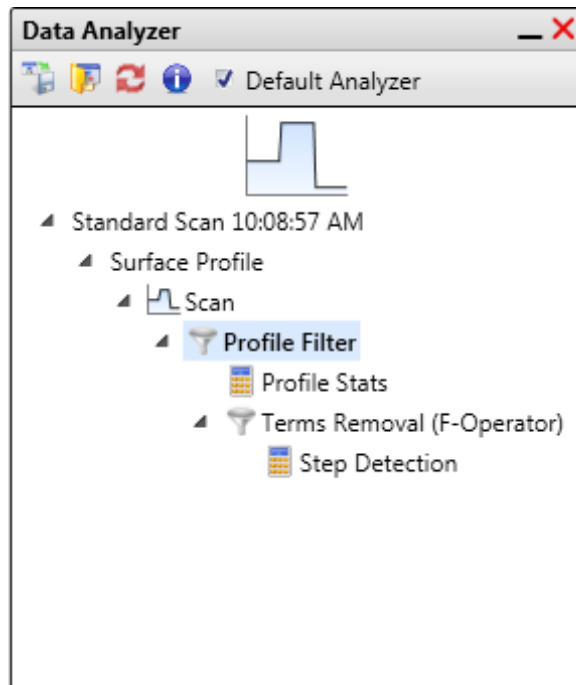 Data Analyzer
Default Analyzer
Standard Scan 10:08:57 AM
Surface Profile
Scan
Profile Filter
Profile Stats
Terms Removal (F-Operator)
Step Detection